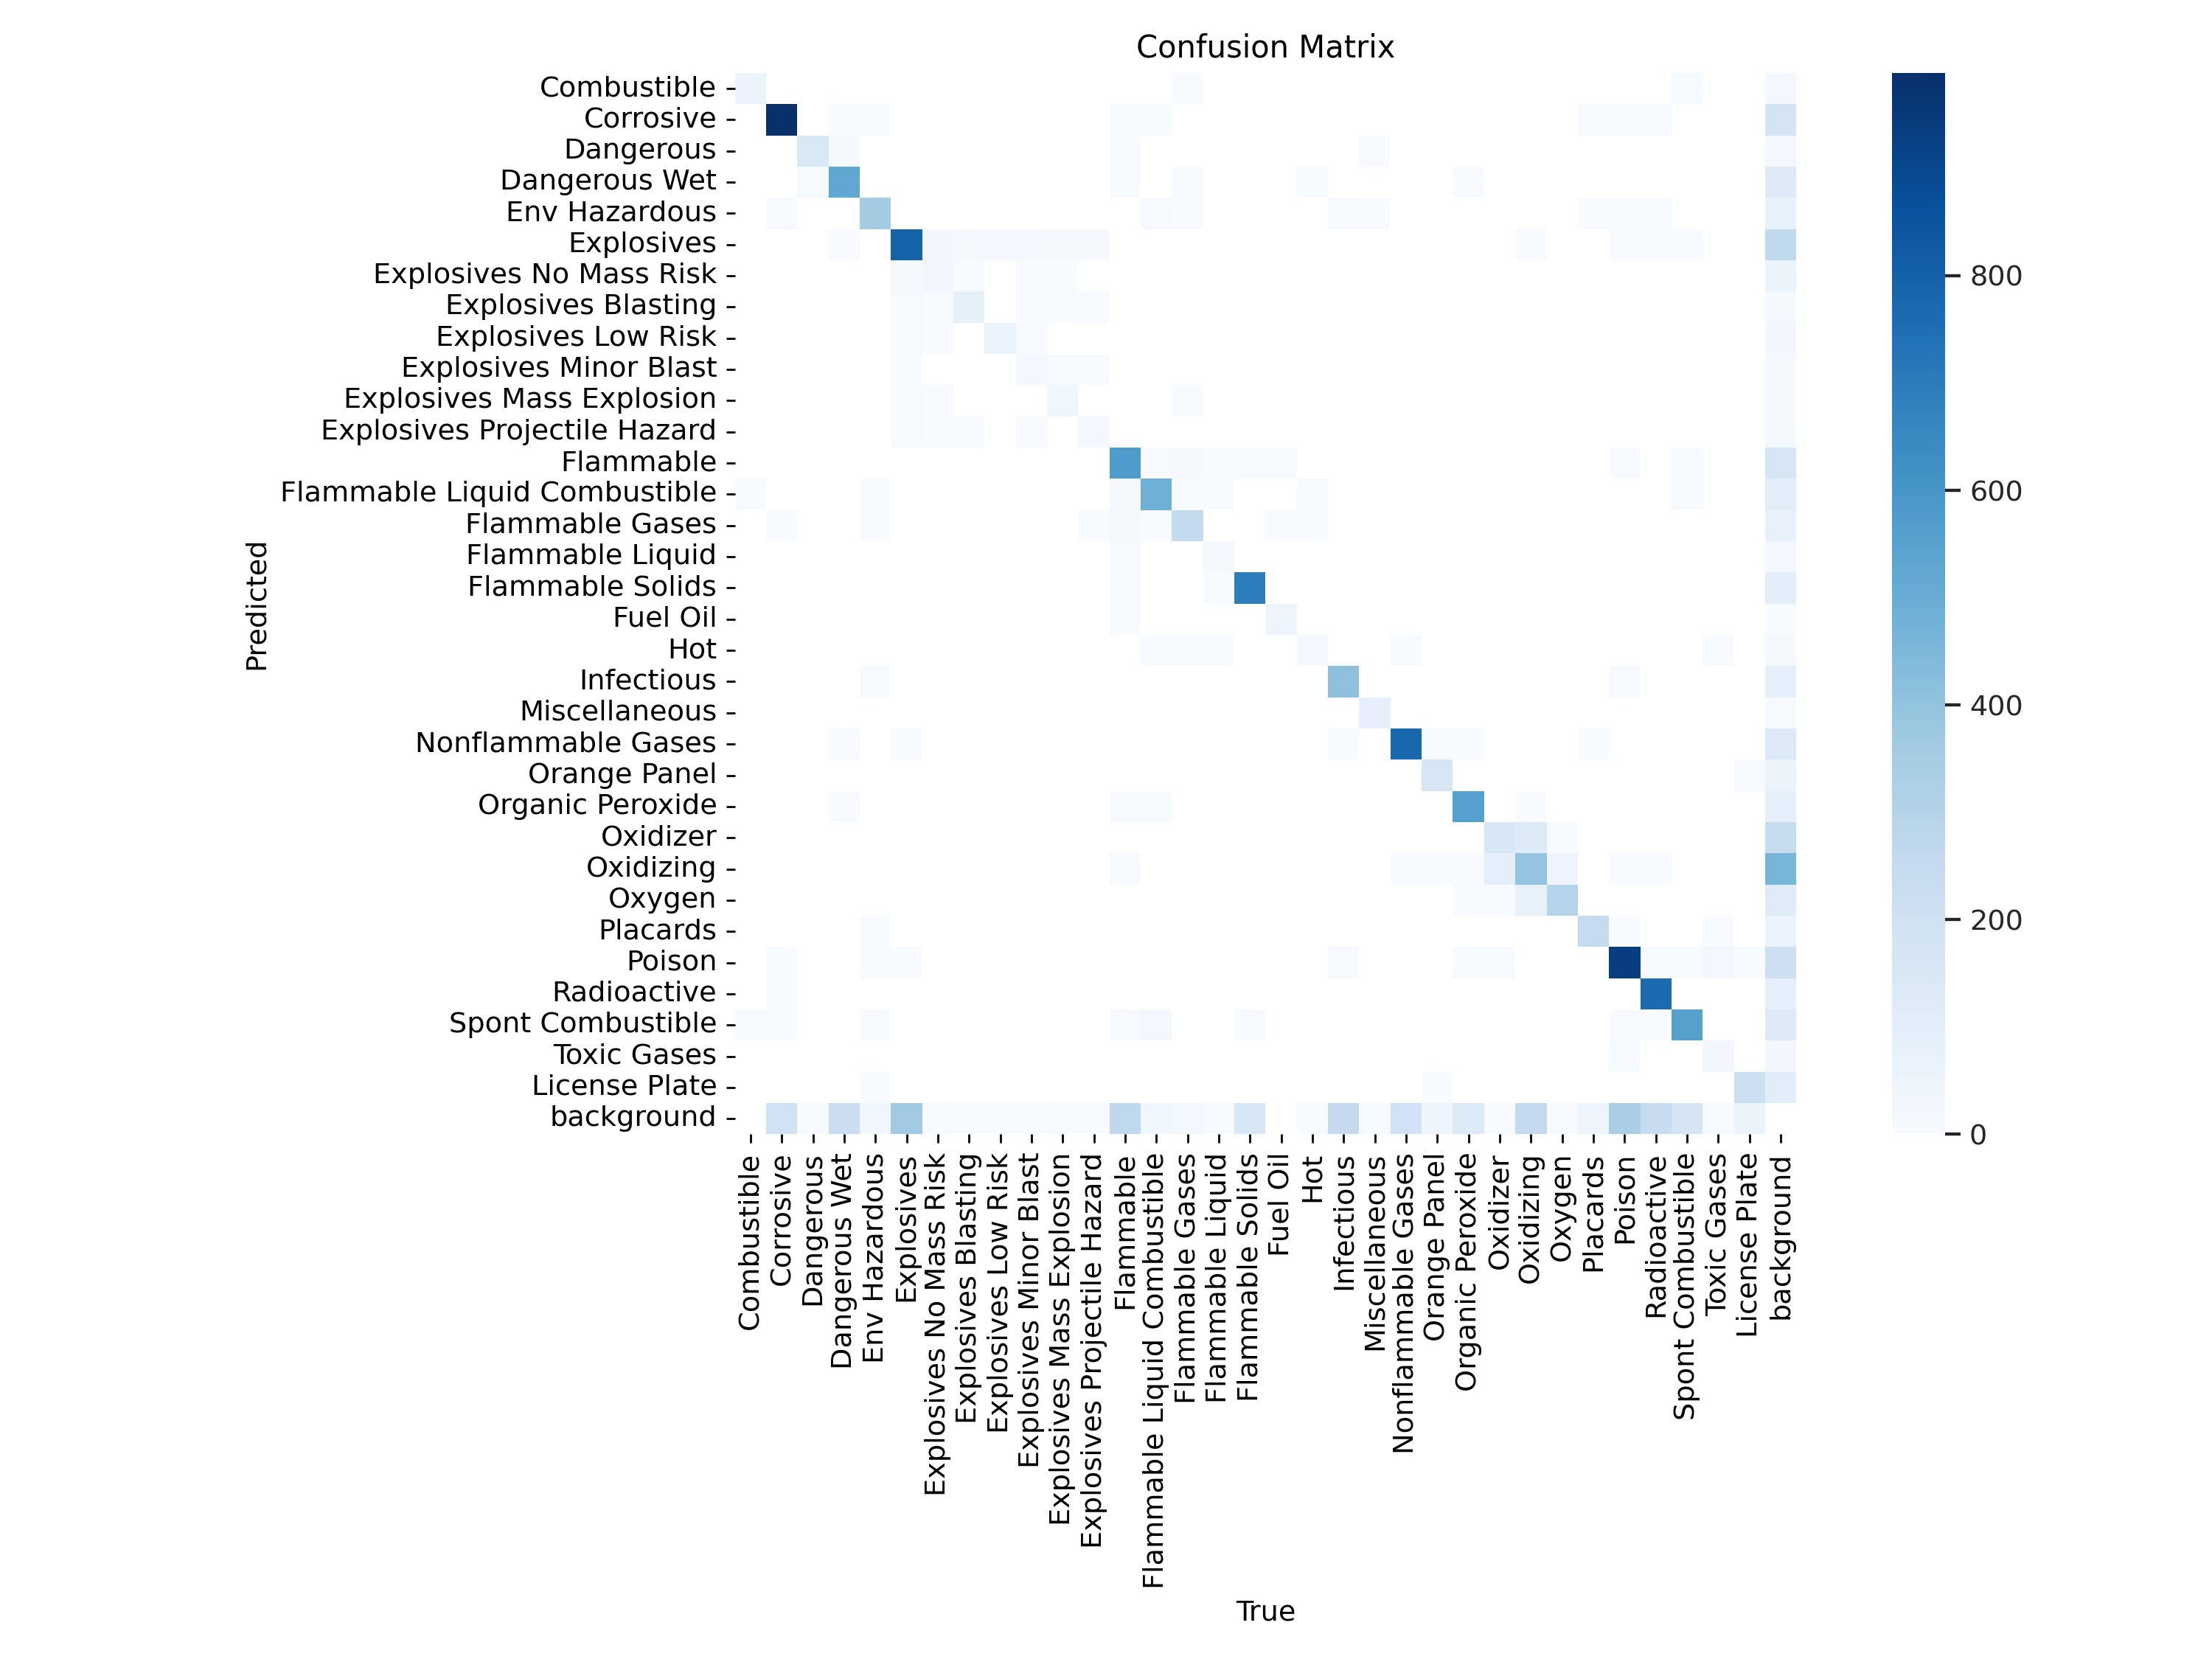 Confusion Matrix
Predicted
Combustible
Corrosive
Dangerous
Dangerous Wet
Env Hazardous
Explosives
Explosives No Mass Risk
Explosives Blasting
Explosives Low Risk
Explosives Minor Blast
Explosives Mass Explosion
Explosives Projectile Hazard
Flammable
Flammable Liquid Combustible
Flammable Gases
Flammable Liquid
Flammable Solids
Fuel Oil
Hot
Infectious
Miscellaneous
Nonflammable Gases
Orange Panel
Organic Peroxide
Oxidizer
Oxidizing
Oxygen
Placards
Poison
Radioactive
Spont Combustible
Toxic Gases
License Plate
background
Combustible
Corrosive
Dangerous
Dangerous Wet
Env Hazardous
Explosives
Explosives No Mass Risk
Explosives Blasting
Explosives Low Risk
Explosives Minor Blast
Explosives Mass Explosion
Explosives Projectile Hazard
Flammable
Flammable Liquid Combustible
Flammable Gases
Flammable Liquid
Flammable Solids
Fuel Oil
Hot
Infectious
Miscellaneous
Nonflammable Gases
Orange Panel
Organic Peroxide
Oxidizer
Oxidizing
Oxygen
Placards
Poison
Radioactive
Spont Combustible
Toxic Gases
License Plate
background
True
800
600
400
200
0